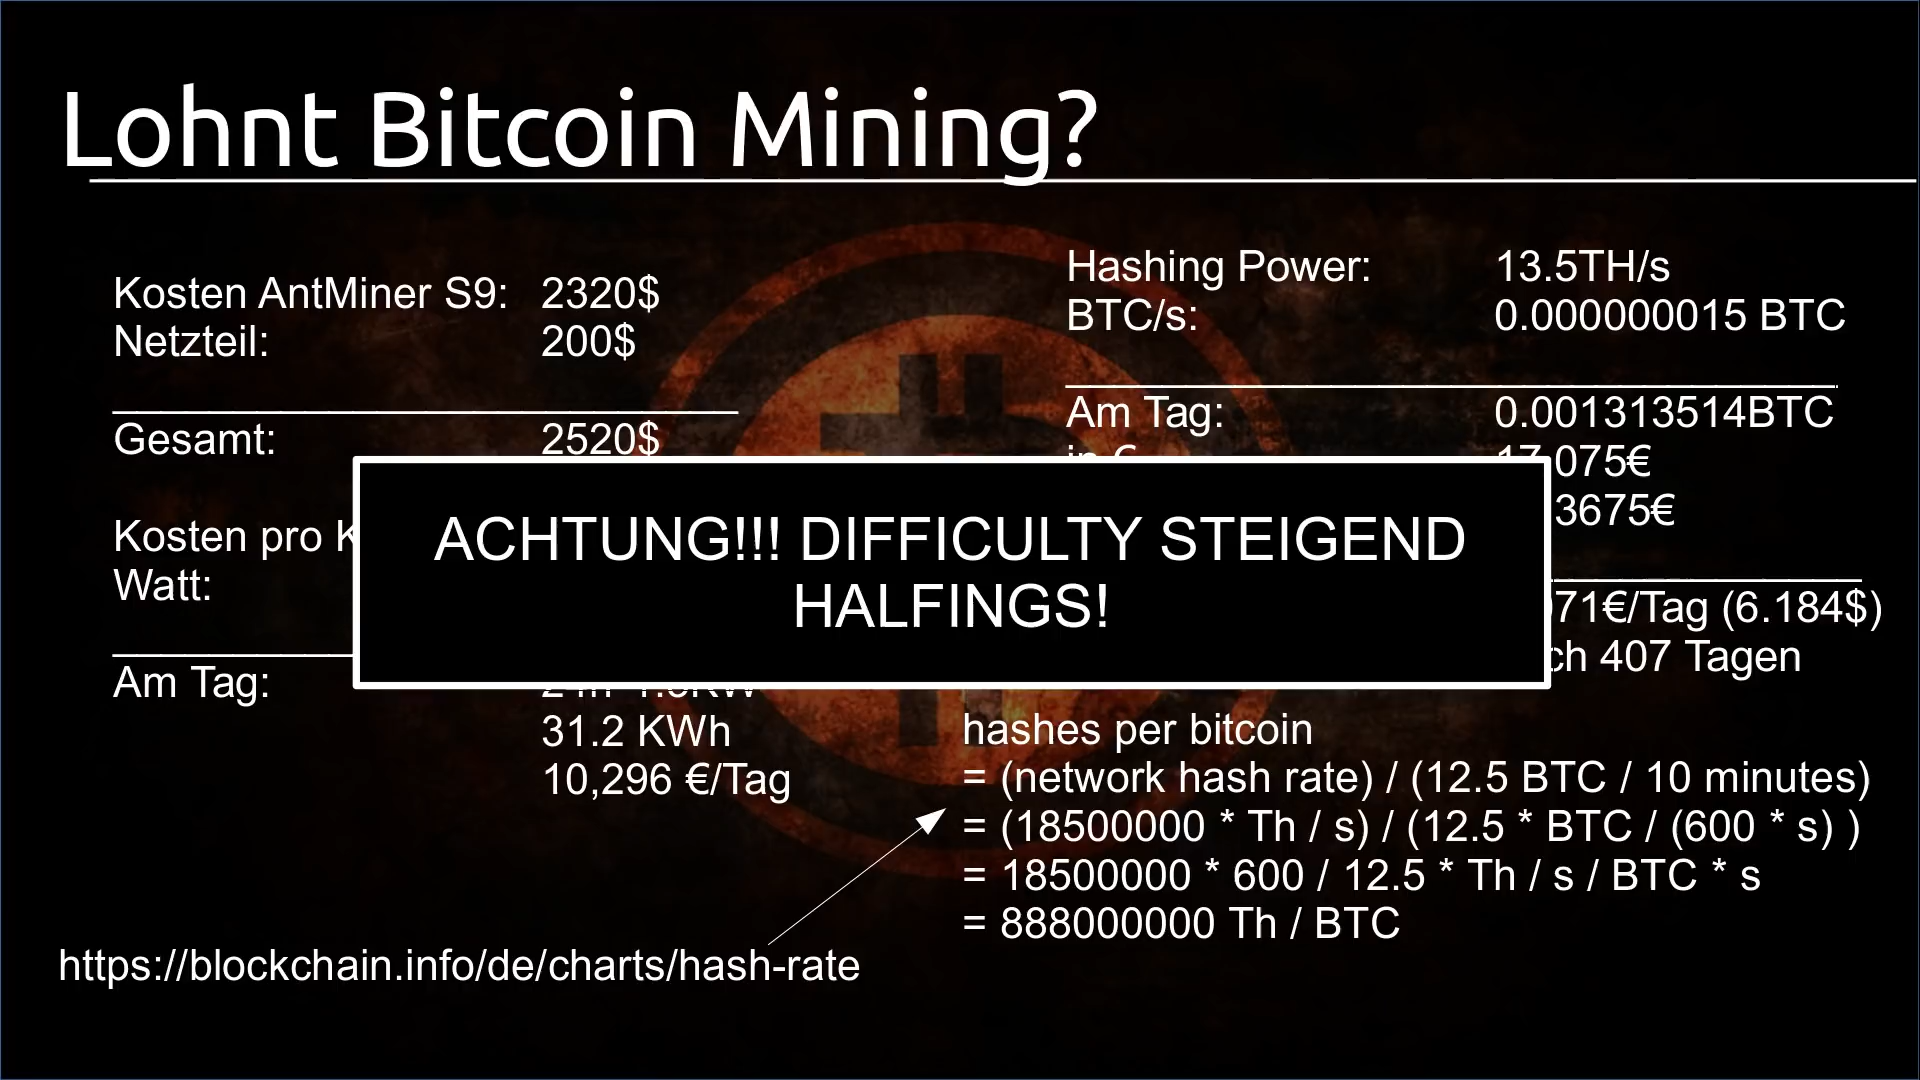 Lohnt Bitcoin Mining?
Kosten AntMiner S9: 2320$
Netzteil: 200$
Gesamt: 2520$
Kosten pro
Watt:
Am Tag:
31.2 KWh
10,296 €/Tag
Hashing Power: 13.5TH/s
BTC/s: 0.000000015 BTC
Am Tag: 0.001313514BTC
in € 17.075€
3675€
71€/Tag (6.184$)
407 Tagen
ACHTUNG!!! DIFFICULTY STEIGEND
HALFINGS!
hashes per bitcoin
= (network hash rate) / (12.5 BTC / 10 minutes)
= (18500000 * Th / s) / (12.5 * BTC / (600 * s) )
= 18500000 * 600 / 12.5 * Th / s / BTC * s
= 888000000 Th / BTC
https://blockchain.info/de/charts/hash-rate